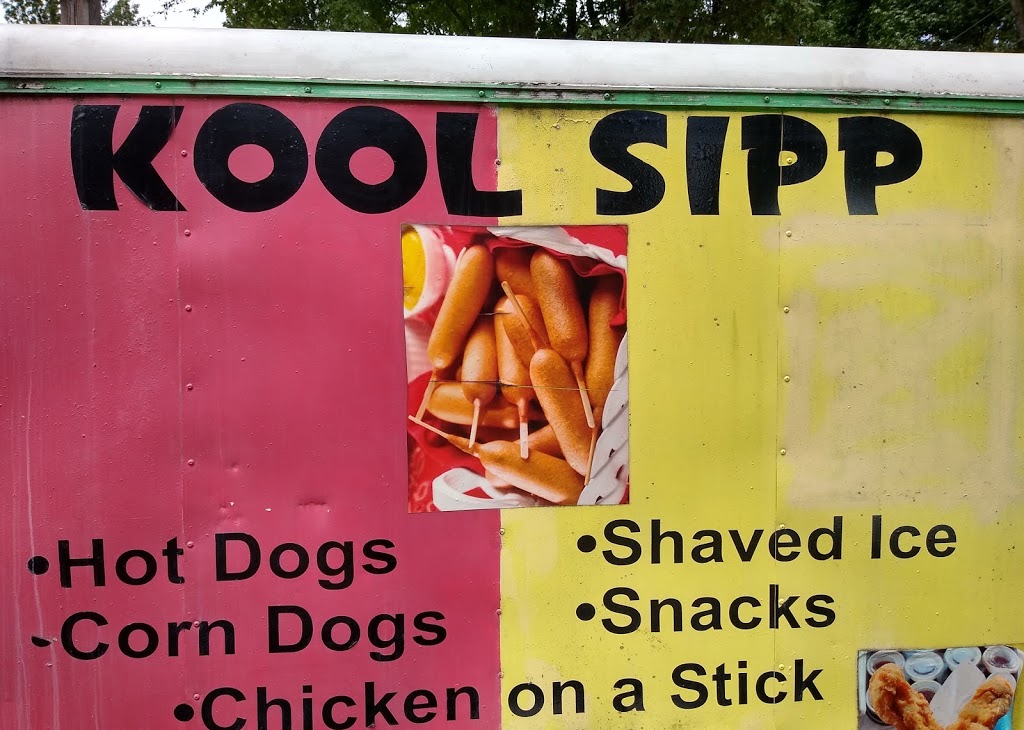 KOOL SIPP
•Hot Dogs
•Corn Dogs
•Shaved Ice
•Snacks
•Chicken on a Stick